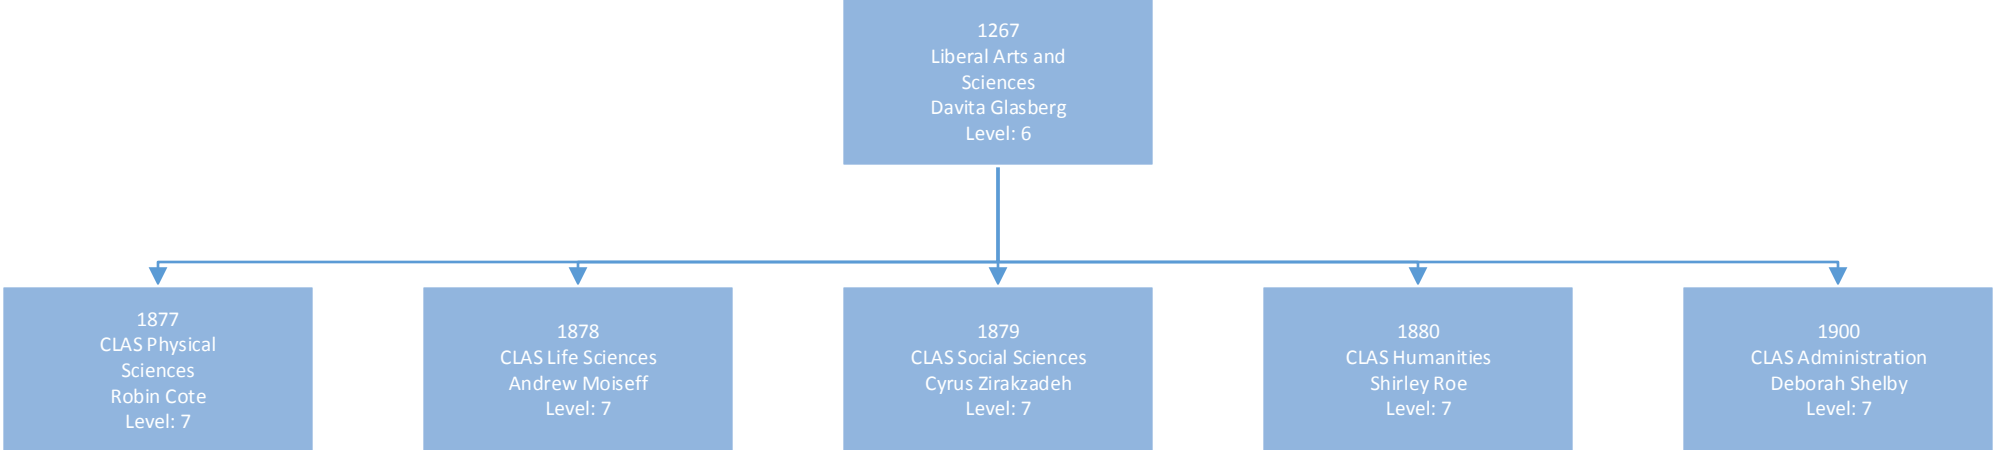 1267
Liberal Arts and
Sciences
Davita Glasberg
Level: 6
1877
CLAS Physical
Sciences
Robin Cote
Level: 7
1878
CLAS Life Sciences
Andrew Moiseff
Level: 7
1879
CLAS Social Sciences
Cyrus Zirakzadeh
Level: 7
1880
CLAS Humanities
Shirley Roe
Level: 7
1900
CLAS Administration
Deborah Shelby
Level: 7